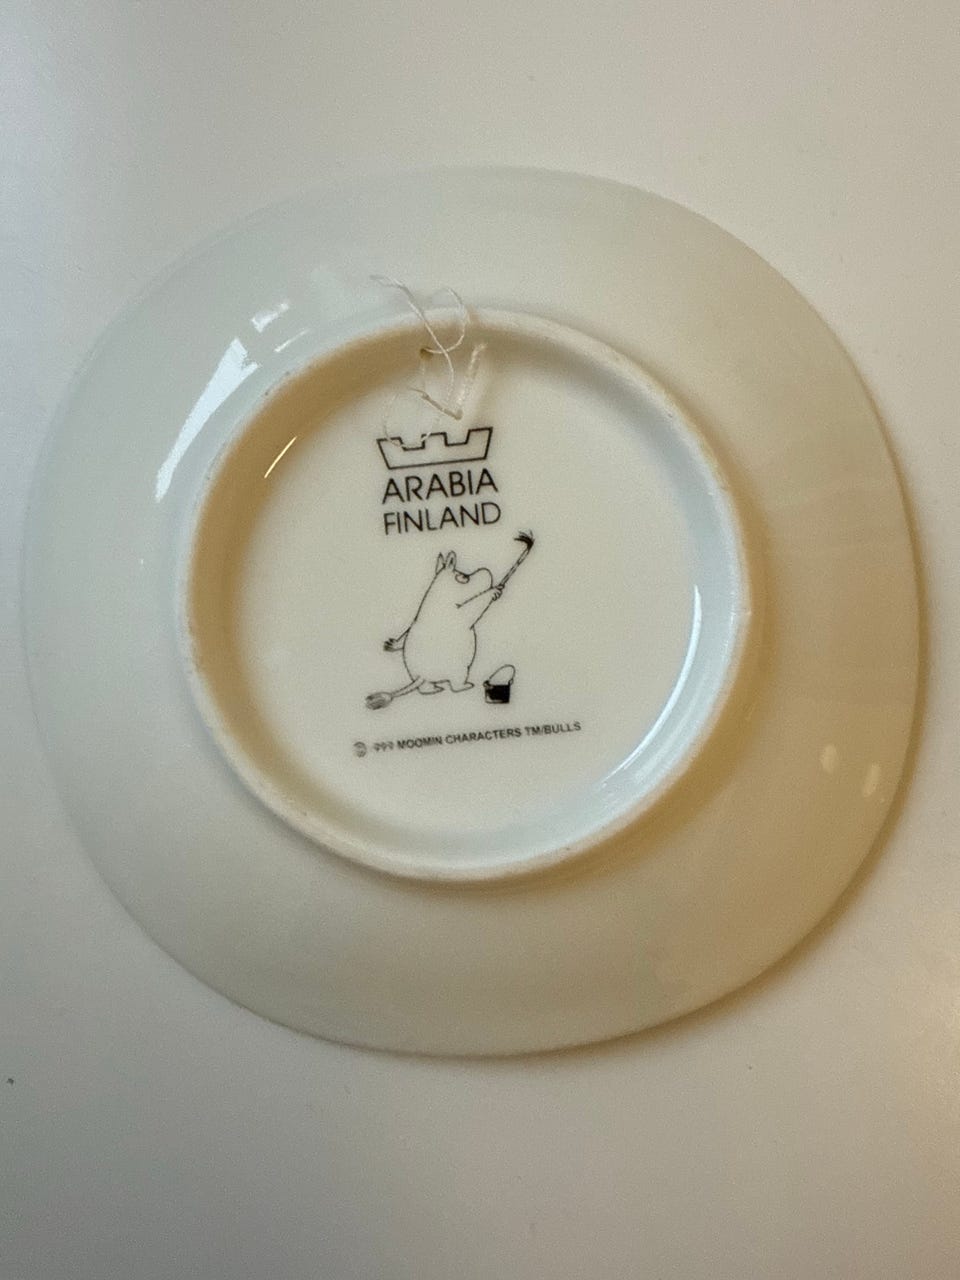 ARABIA
FINLAND
MOOMIN CHARACTERS TM/BULLS